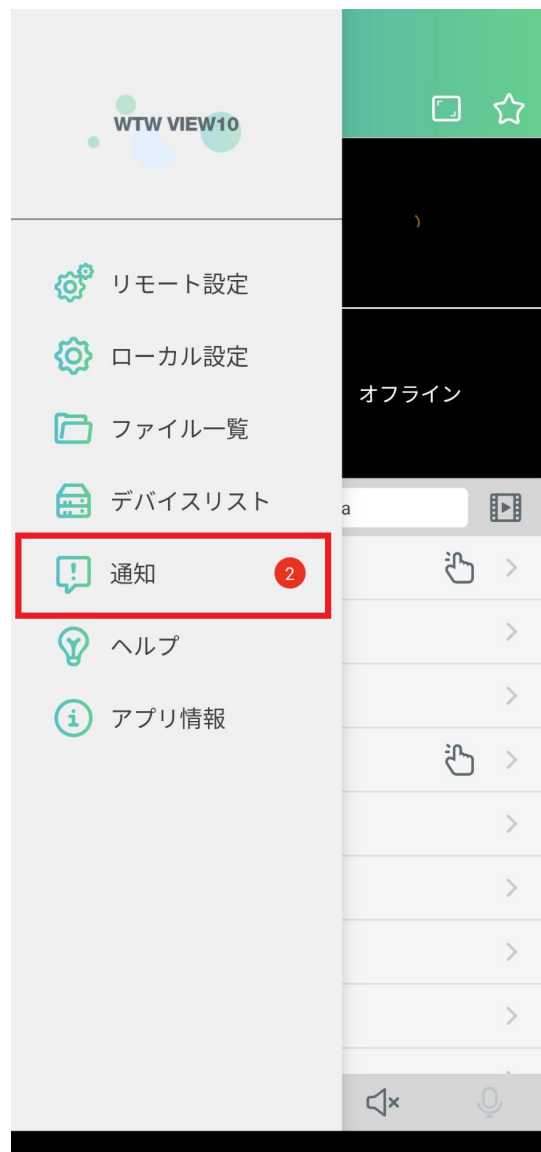 WTW VIEW10
リモート設定
ローカル設定
オフライン
ファイル一覧
デバイスリスト
a
通知
2
ヘルプ
アプリ情報